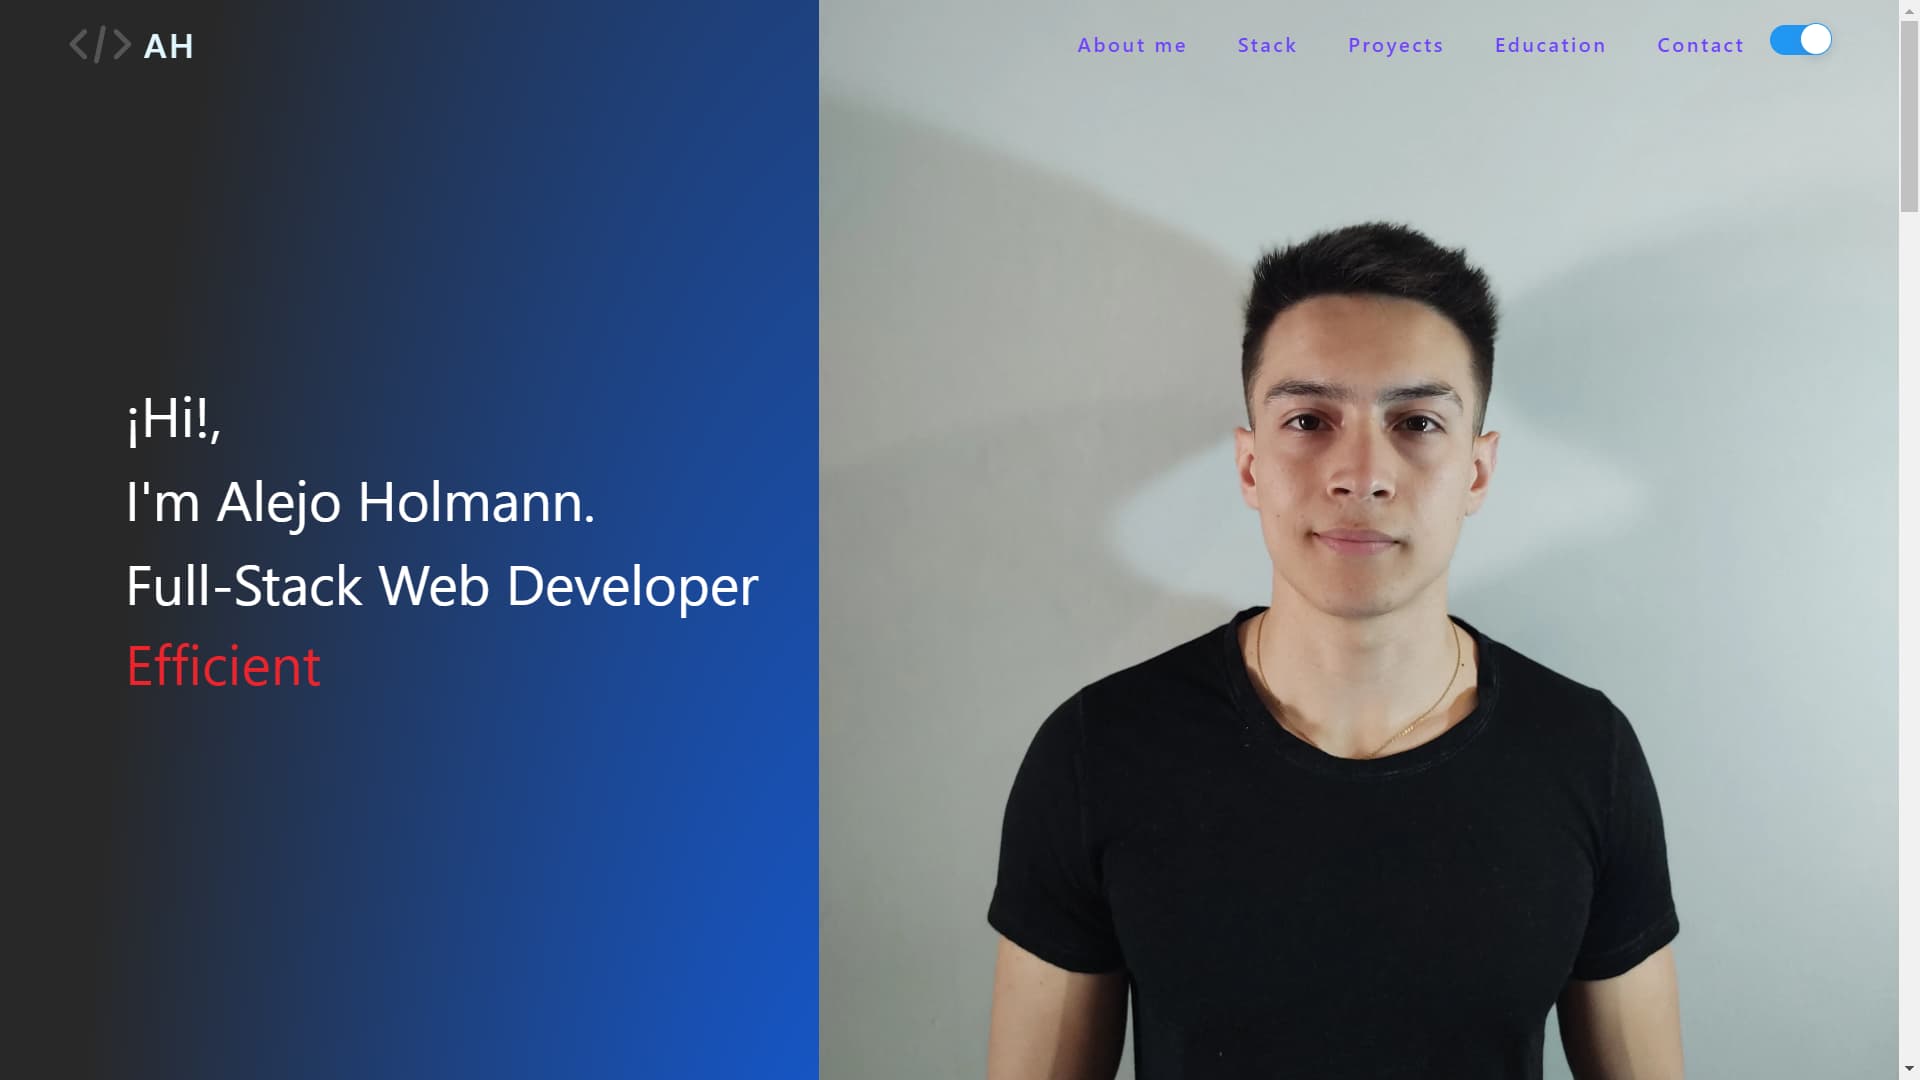 </> AH
About me Stack Proyects Education Contact
¡Hi!,
I'm Alejo Holmann.
Full-Stack Web Developer
Efficient